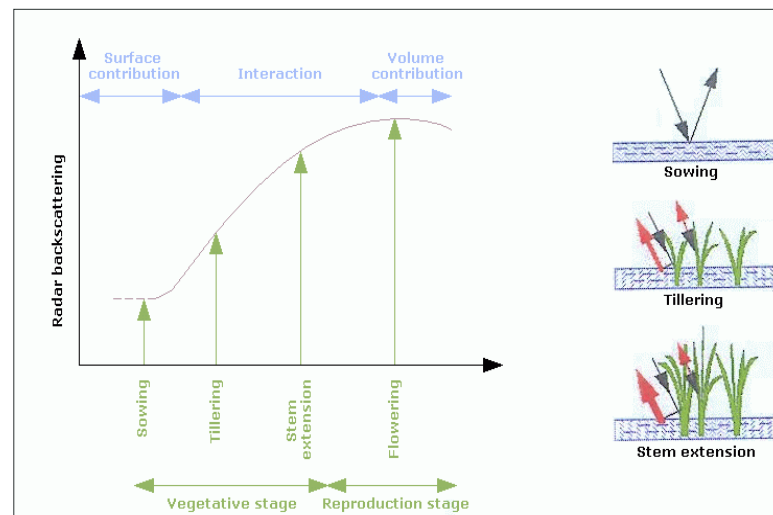 Surface
contribution
Interaction
Volume
contribution
Radar backscattering
Sowing
Tillering
Stem
extension
Flowering
Vegetative stage
Reproduction stage
Sowing
Tillering
Stem extension